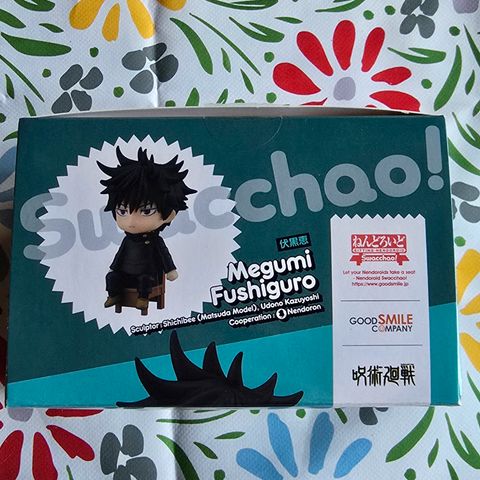 Swacchao!
伏黒恵
Megumi
Fushiguro
Sculptor : Shichibee (Matsuda Model), Udono Kazuyoshi
Cooperation : Nendoron
ねんどろいど
Swacchao!
Let your Nendoroids take a seat
- Nendoroid Swacchao!
https://www.goodsmile.jp
GOOD SMILE
COMPANY
呪術廻戦